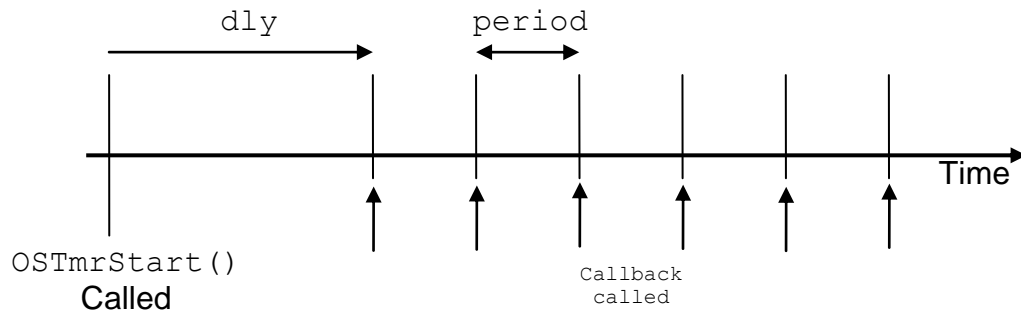 dly
period
Time
OSTmrStart()
Called
Callback
called